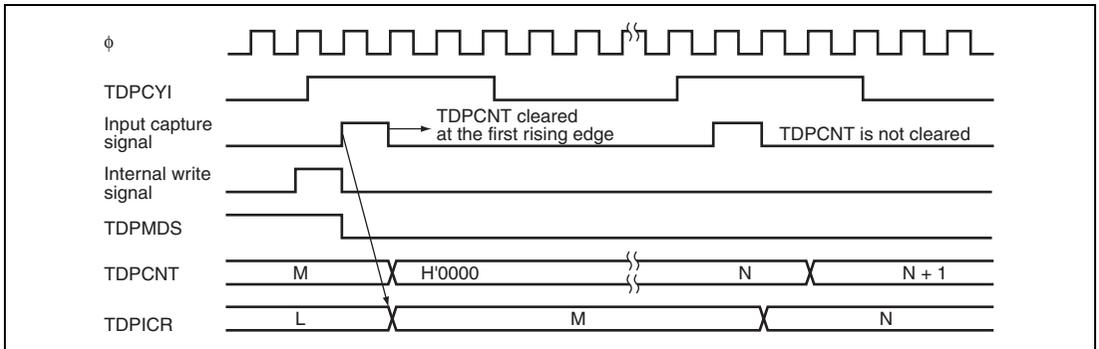 φ
TDPCYI
Input capture
signal
TDPCNT cleared
at the first rising edge
TDPCNT is not cleared
Internal write
signal
TDPMDS
TDPCNT
M
H'0000
N
N + 1
TDPICR
L
M
N